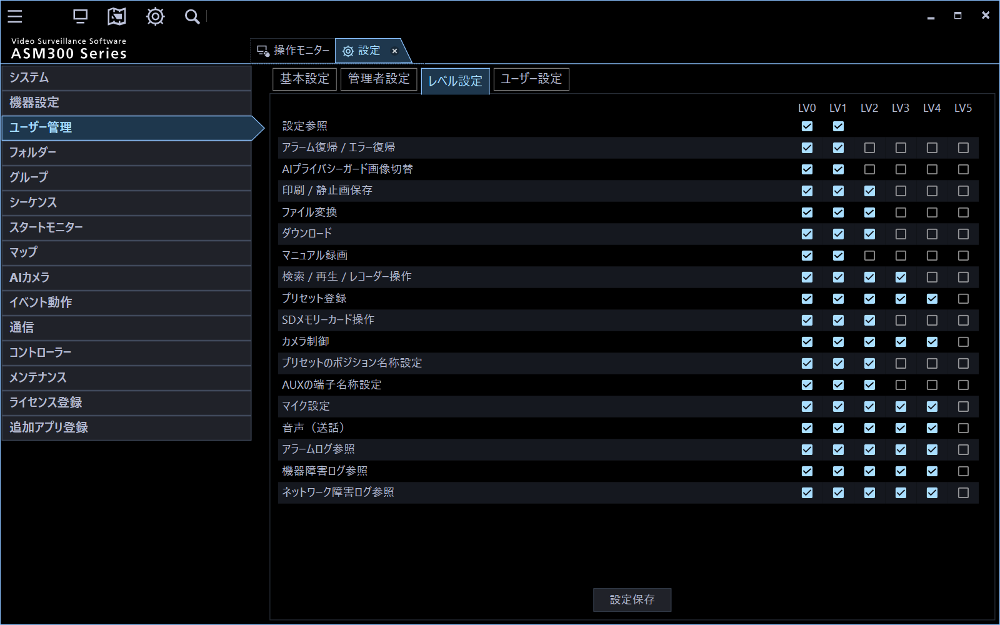 Video Surveillance Software
ASM300 Series
操作モニター
設定
システム
機器設定
ユーザー管理
フォルダー
グループ
シーケンス
スタートモニター
マップ
AIカメラ
イベント動作
通信
コントローラー
メンテナンス
ライセンス登録
追加アプリ登録
基本設定
管理者設定
レベル設定
ユーザー設定
LV0 LV1 LV2 LV3 LV4 LV5
設定参照
アラーム復帰 / エラー復帰
AIプライバシーガード画像切替
印刷 / 静止画保存
ファイル変換
ダウンロード
マニュアル録画
検索 / 再生 / レコーダー操作
プリセット登録
SDメモリーカード操作
カメラ制御
プリセットのポジション名称設定
AUXの端子名称設定
マイク設定
音声（送話）
アラームログ参照
機器障害ログ参照
ネットワーク障害ログ参照
設定保存